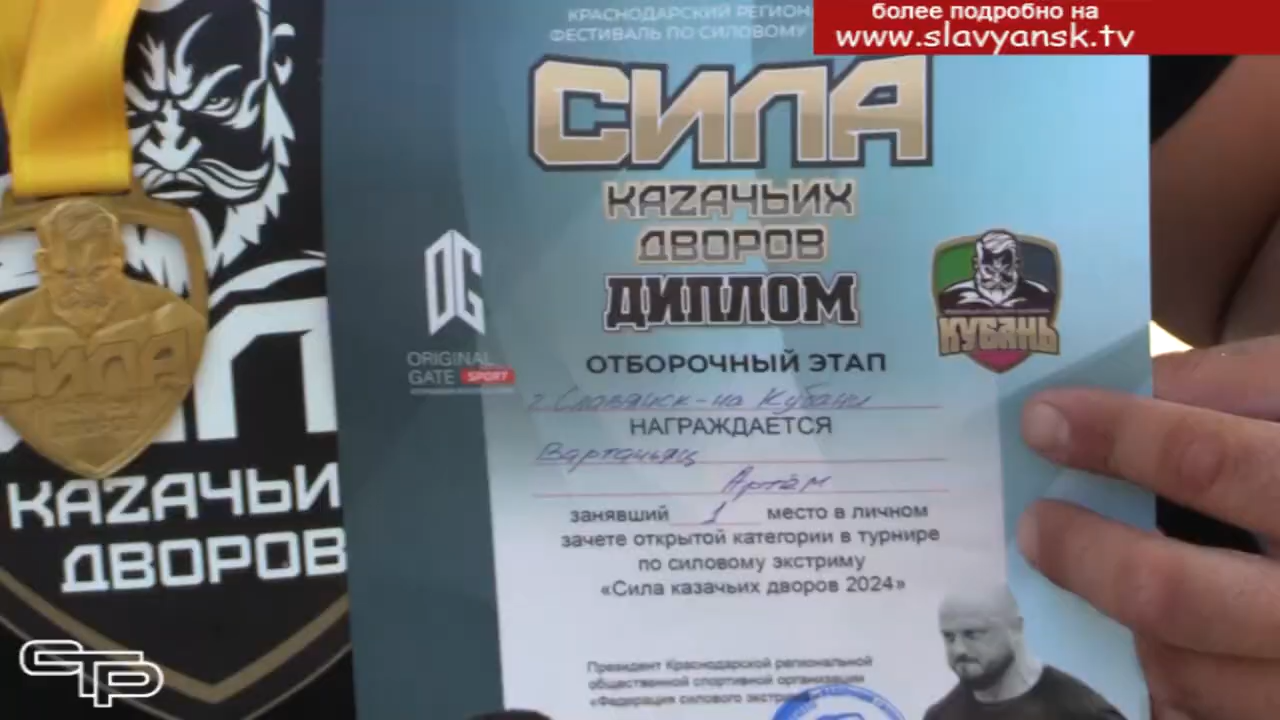 более подробно на
www.slavyansk.tv
КРАСНОДАРСКИЙ РЕГИОН
ФЕСТИВАЛЬ ПО СИЛОВОМУ
СИЛА
КАZАЧЬИХ
ДВОРОВ
ДИПЛОМ
ОТБОРОЧНЫЙ ЭТАП
г. Славянск-на Кубани
НАГРАЖДАЕТСЯ
Вартаньяц
Артём
занявший 1 место в личном
зачете открытой категории в турнире
по силовому экстриму
«Сила казачьих дворов 2024»
Президент Краснодарской региональной
общественной спортивной организации
«Федерация силового
OG
ORIGINAL
GATE SPORT
КУБАНЬ
СИЛА
КАZАЧЬИ
ДВОРОВ
СТР